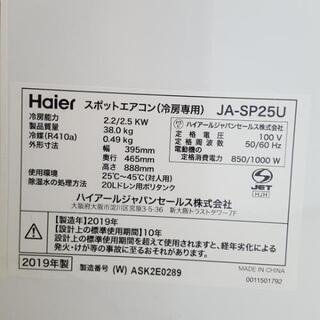 Haier スポットエアコン(冷房専用) JA-SP25U
冷房能力 2.2/2.5 KW
製品質量 38.0kg
冷媒(R410a) 0.49 kg
外形寸法 幅 395mm
奥行 465mm
高さ 888mm
使用環境 25℃~45℃(対人用)
除湿水の処理方法 20Lドレン用ポリタンク
ハイアールジャパンセールス株式会社
定格電圧 100 V
定格周波数 50/60 Hz
電動機の定格消費電力 850/1000 W
PS E
JET
HJH
ハイアールジャパンセールス株式会社
大阪府大阪市淀川区宮原3-5-36 新大阪トラストタワー7F
【製造年】2019年
【設計上の標準使用期間】10年
設計上の標準使用期間を超えて使用されますと、
経年劣化による発火・けが等の事故に至るおそれがあります。
2019年製 製造番号 (W) ASK2E0289
MADE IN CHINA
0011501792